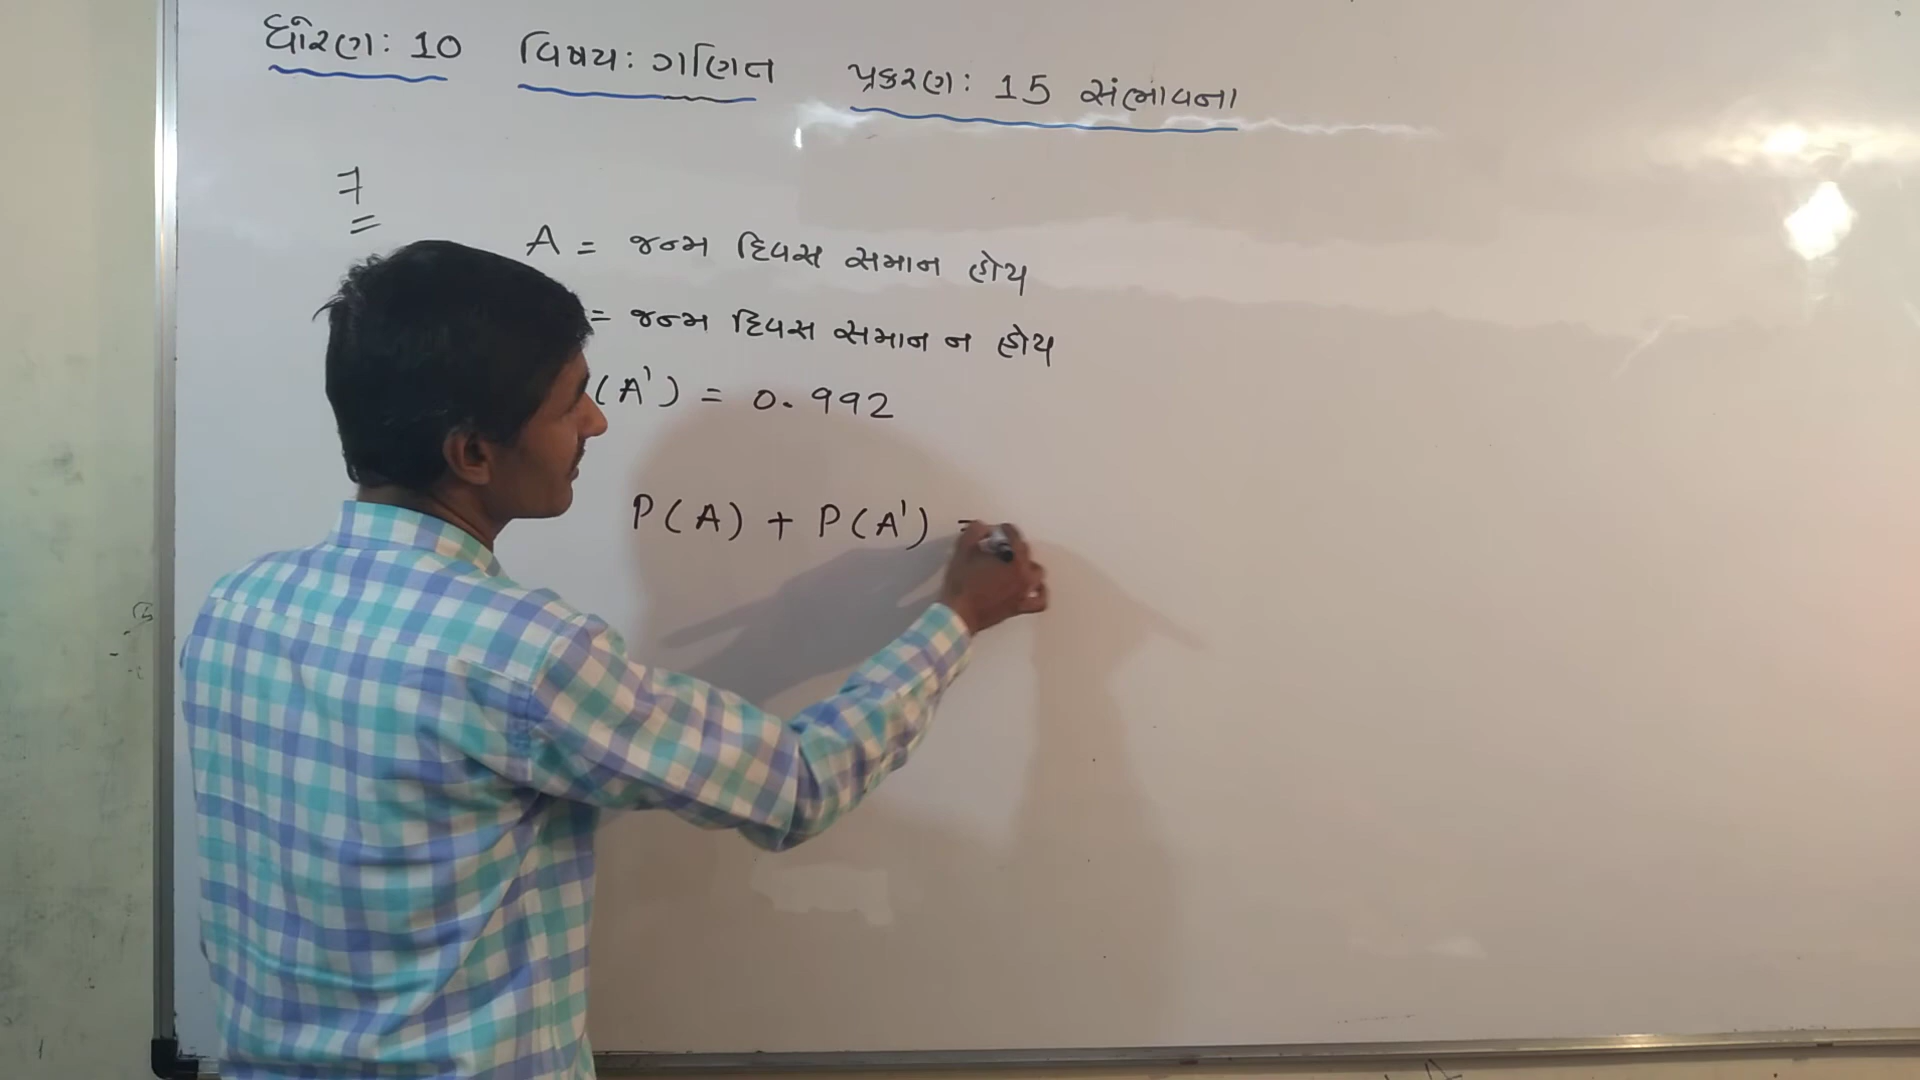 ધોરણ: 10 વિષય: ગણિત પ્રકરણ: 15 સંભાવના
7
A = જન્મ દિવસ સમાન હોય
= જન્મ દિવસ સમાન ન હોય
(A') = 0.992
P(A) + P(A') =